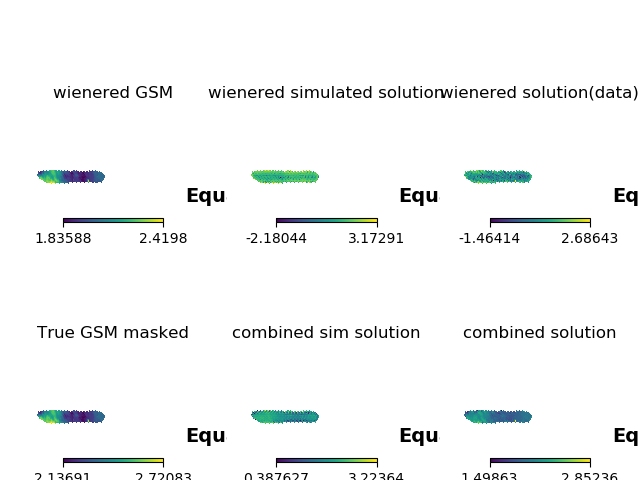 wienered GSM
wienered simulated solution
wienered solution(data)
Equ
Equ
Eq
1.83588 2.4198
-2.18044 3.17291
-1.46414 2.68643
True GSM masked
combined sim solution
combined solution
Equ
Equ
Eq
2.13691 2.72083
0.387627 3.22364
1.49863 2.85236